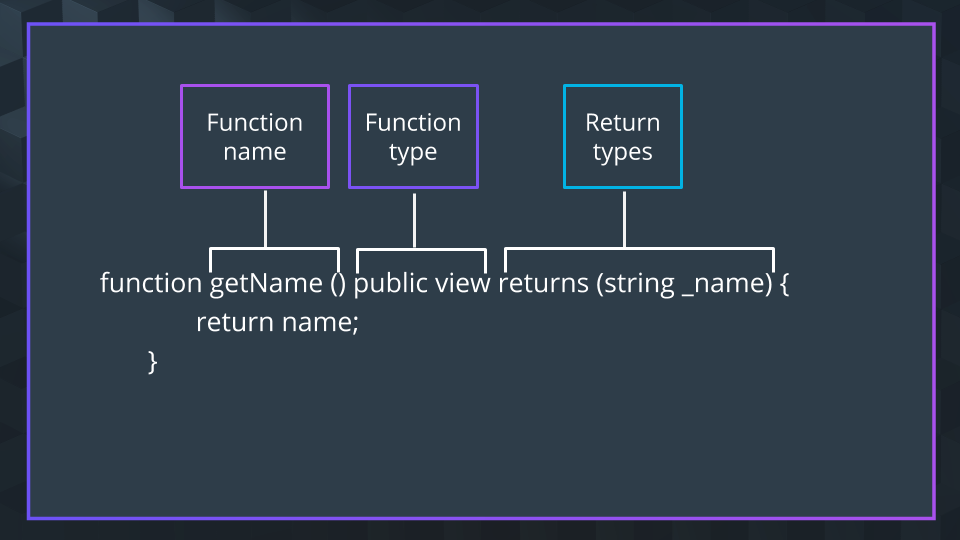 Function
name
Function
type
Return
types
function getName () public view returns (string _name) {
return name;
}